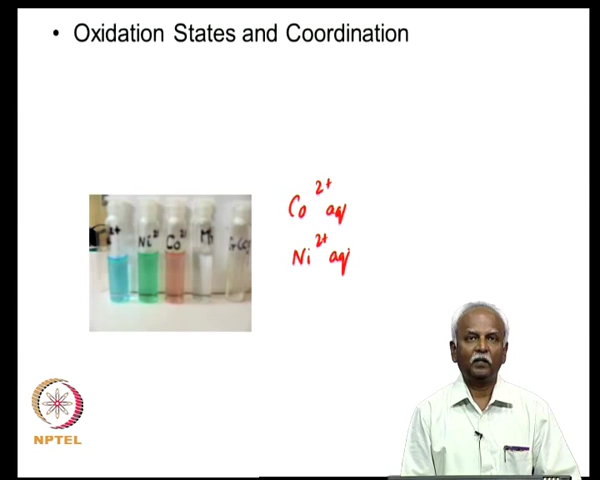 • Oxidation States and Coordination
Co²⁺ aq
Ni²⁺ aq
Ni²
Co²
NPTEL